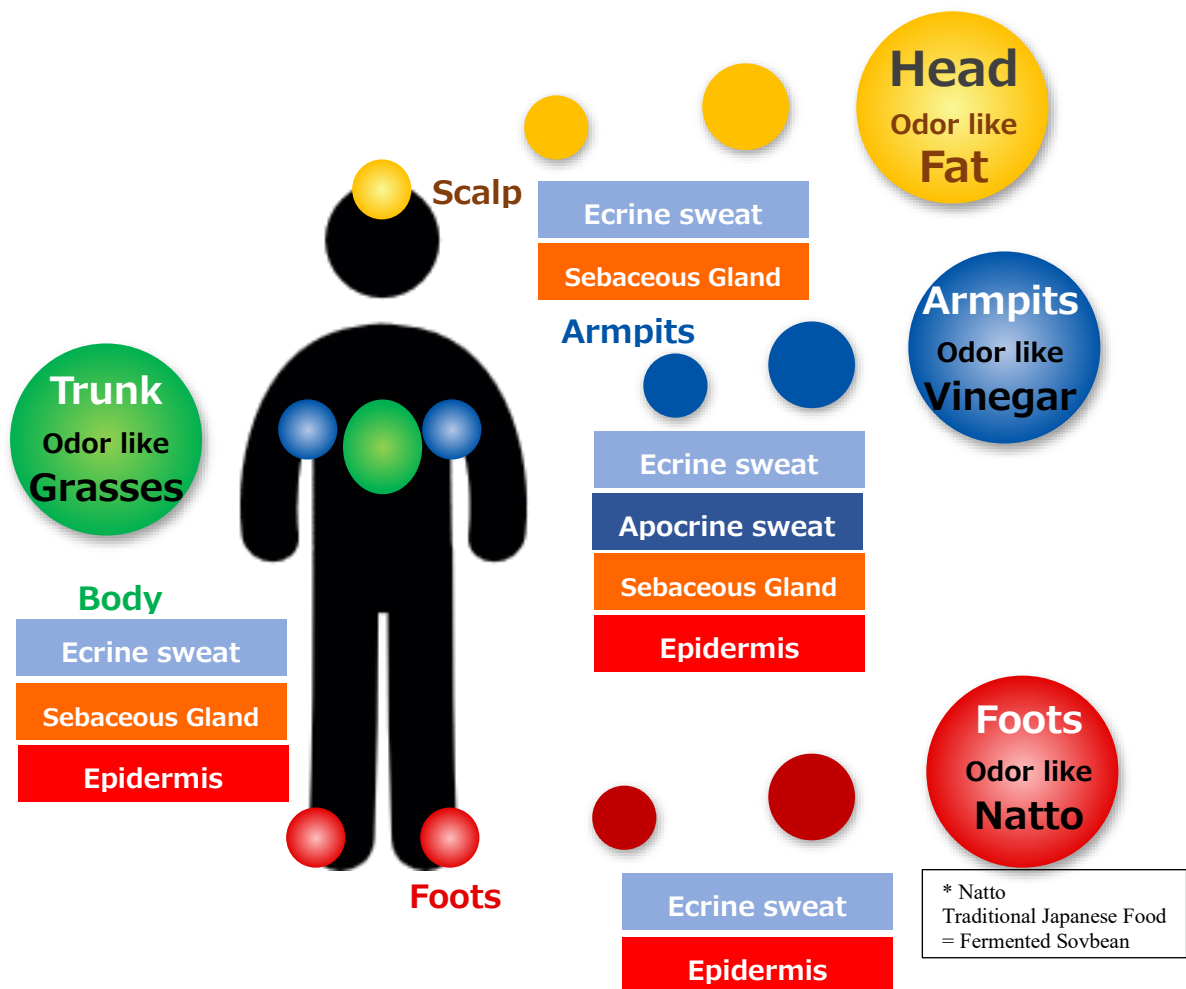 Head
Odor like
Fat
Scalp
Ecrine sweat
Sebaceous Gland
Armpits
Armpits
Odor like
Vinegar
Ecrine sweat
Apocrine sweat
Sebaceous Gland
Epidermis
Trunk
Odor like
Grasses
Body
Ecrine sweat
Sebaceous Gland
Epidermis
Foots
Odor like
Natto
Foots
Ecrine sweat
Epidermis
* Natto
Traditional Japanese Food
= Fermented Sovbean